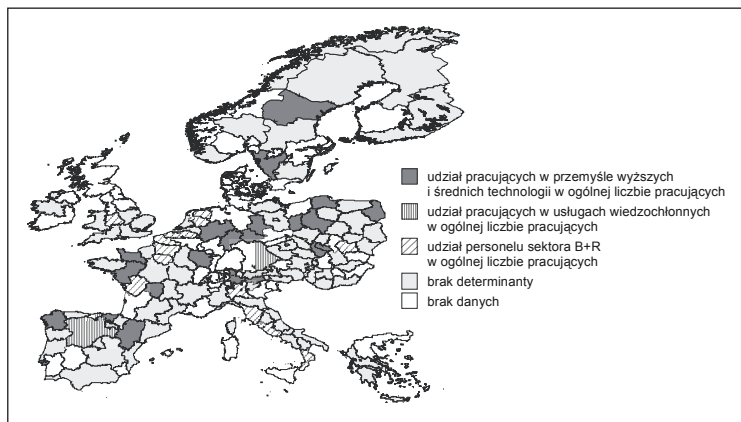 udział pracujących w przemyśle wyższych
i średnich technologii w ogólnej liczbie pracujących
udział pracujących w usługach wiedzochłonnych
w ogólnej liczbie pracujących
udział personelu sektora B+R
w ogólnej liczbie pracujących
brak determinanty
brak danych